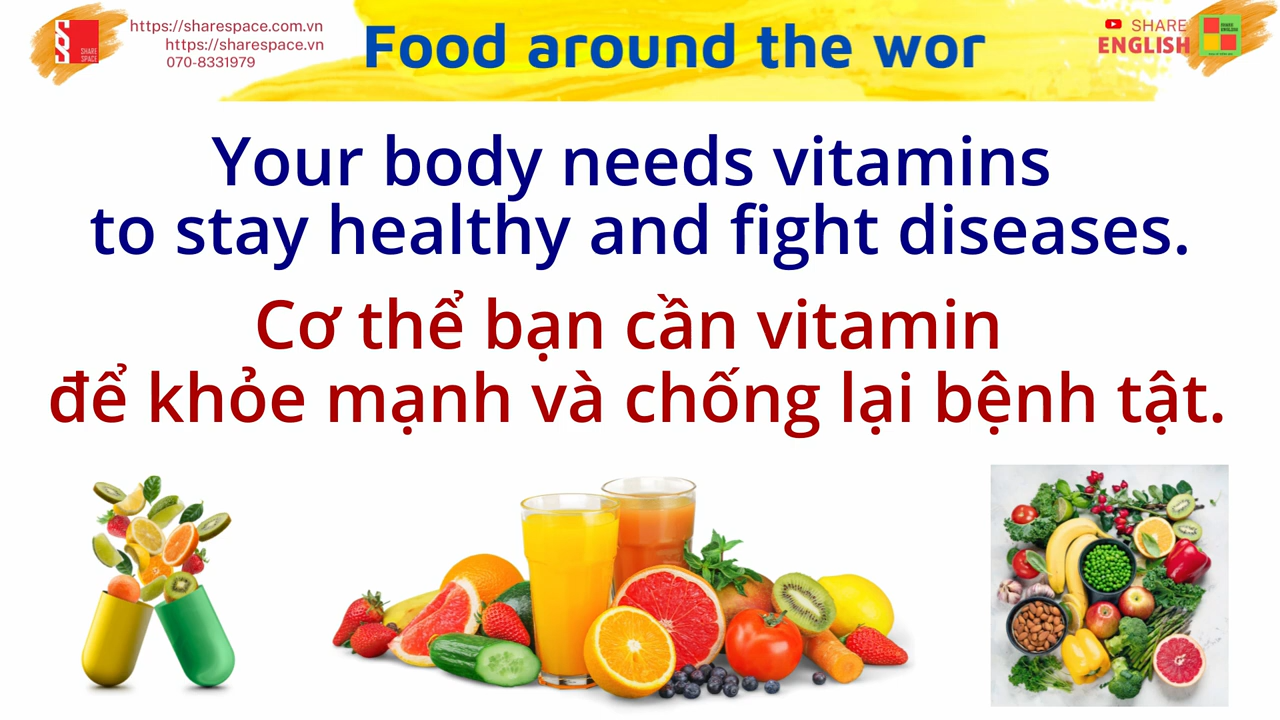 https://sharespace.com.vn
https://sharespace.vn
070-8331979
SHARE
SPACE
Food around the wor
SHARE
ENGLISH
Your body needs vitamins
to stay healthy and fight diseases.
Cơ thể bạn cần vitamin
để khỏe mạnh và chống lại bệnh tật.